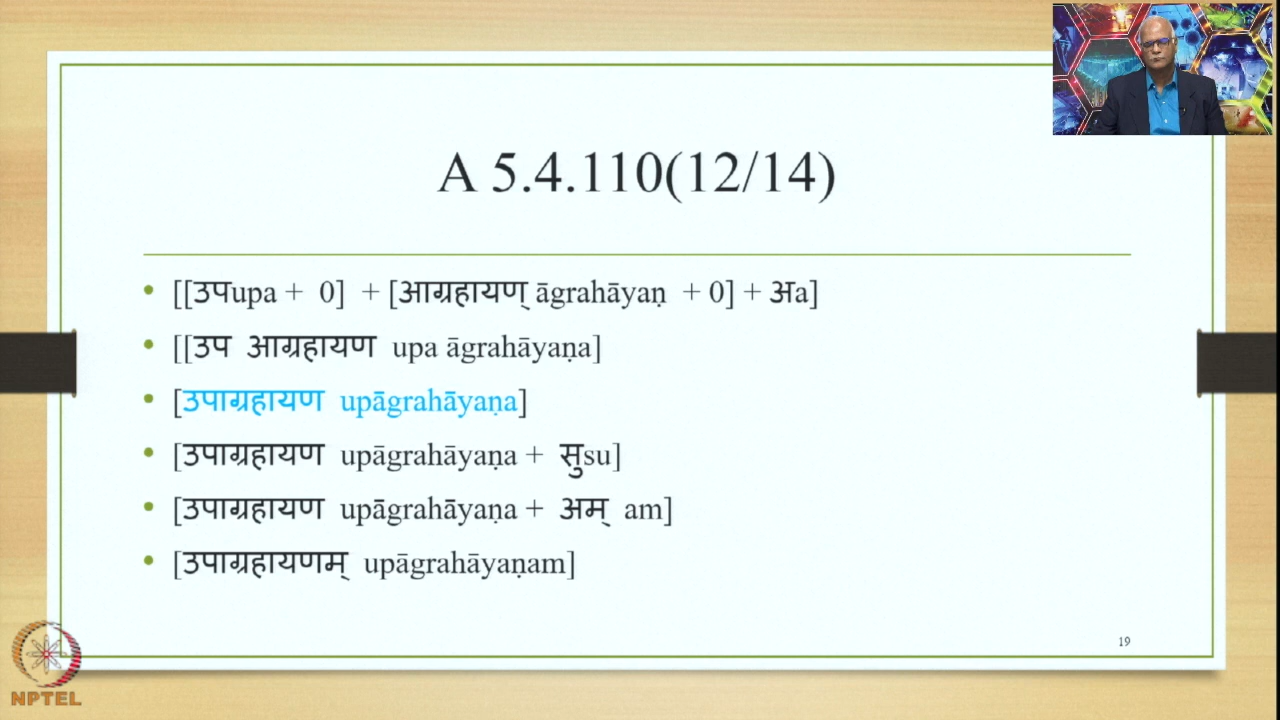 A 5.4.110(12/14)
• [[उपupa + 0] + [आग्रहायण् āgrahāyaṇ + 0] + अa]
• [[उप आग्रहायण upa āgrahāyaṇa]
• [उपाग्रहायण upāgrahāyaṇa]
• [उपाग्रहायण upāgrahāyaṇa + सुsu]
• [उपाग्रहायण upāgrahāyaṇa + अम् am]
• [उपाग्रहायणम् upāgrahāyaṇam]
19
NPTEL